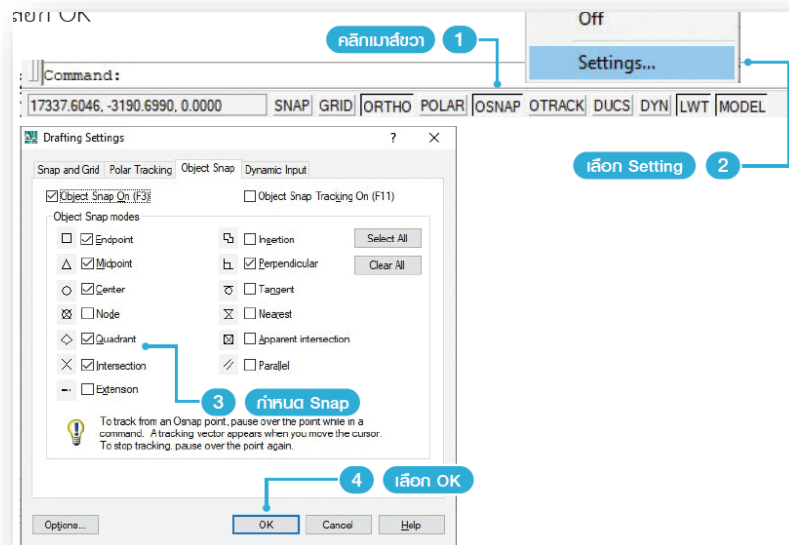 เลือก OK
Off
คลิกเมาส์ขวา 1
Settings...
Command:
17337.6046, -3190.6990, 0.0000 SNAP GRID ORTHO POLAR OSNAP OTRACK DUCS DYN LWT MODEL
Drafting Settings ? X
เลือก Setting 2
Snap and Grid Polar Tracking Object Snap Dynamic Input
Object Snap On (F3) Object Snap Tracking On (F11)
Object Snap modes
Endpoint Insertion Select All
Midpoint Perpendicular Clear All
Center Tangent
Node Nearest
Quadrant Apparent intersection
Intersection Parallel
Extension
3 กำหนด Snap
To track from an Osnap point, pause over the point while in a
command. A tracking vector appears when you move the cursor.
To stop tracking, pause over the point again.
4 เลือก OK
Options... OK Cancel Help